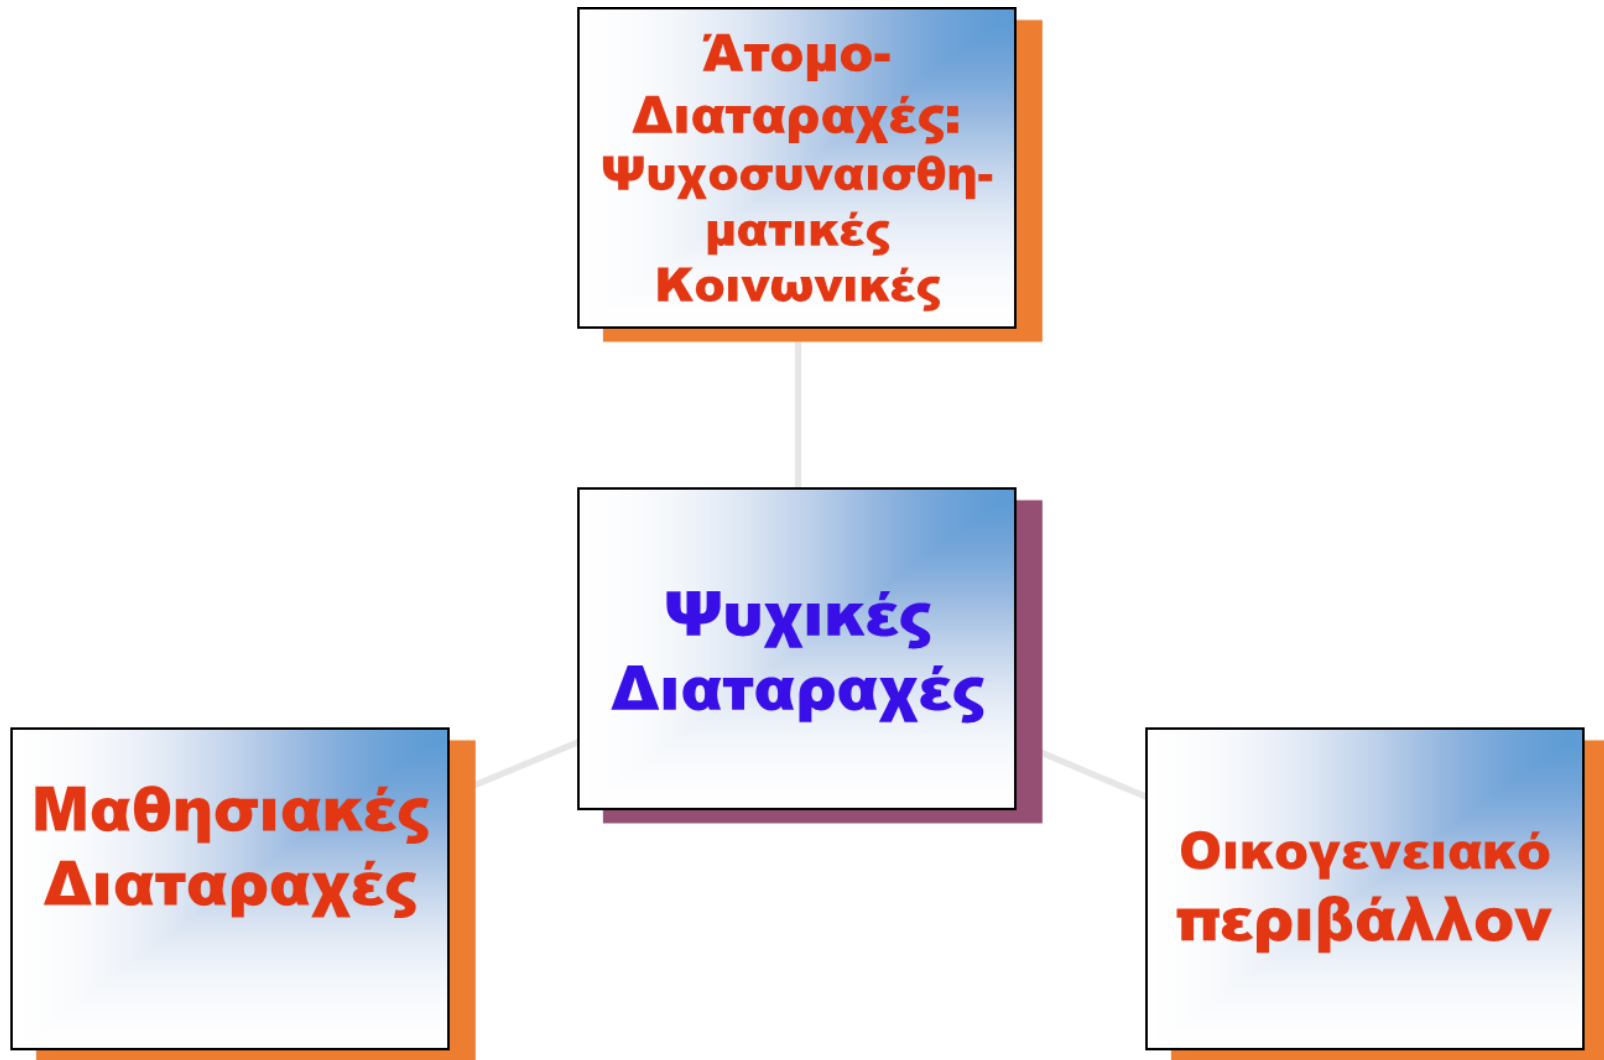 Άτομο-
Διαταραχές:
Ψυχοσυναισθη-
ματικές
Κοινωνικές
Ψυχικές
Διαταραχές
Μαθησιακές
Διαταραχές
Οικογενειακό
περιβάλλον